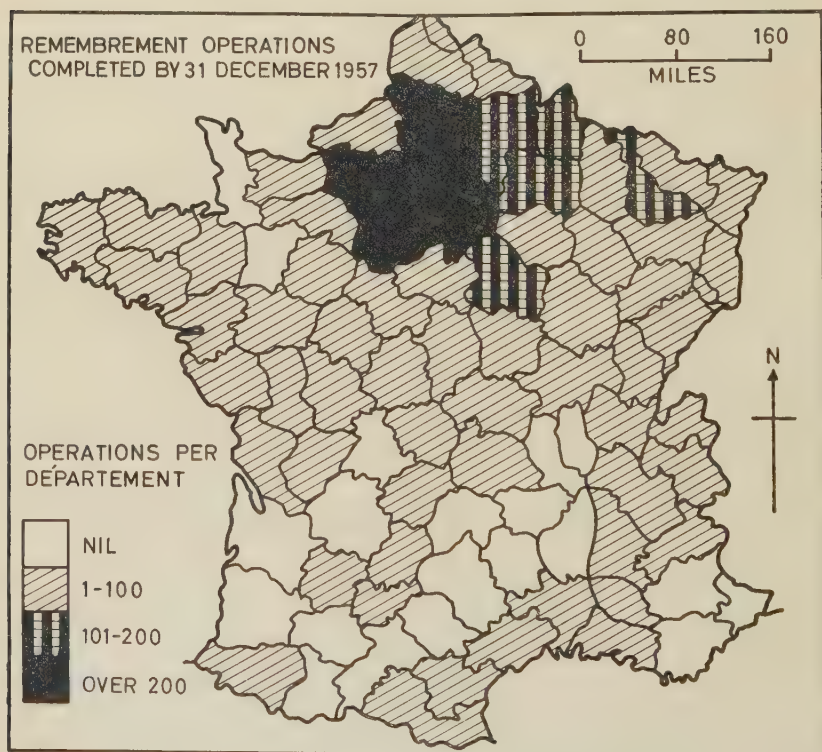 REMEMBREMENT OPERATIONS
COMPLETED BY 31 DECEMBER 1957
0 80 160
MILES
N
OPERATIONS PER
DÉPARTEMENT
NIL
1-100
101-200
OVER 200